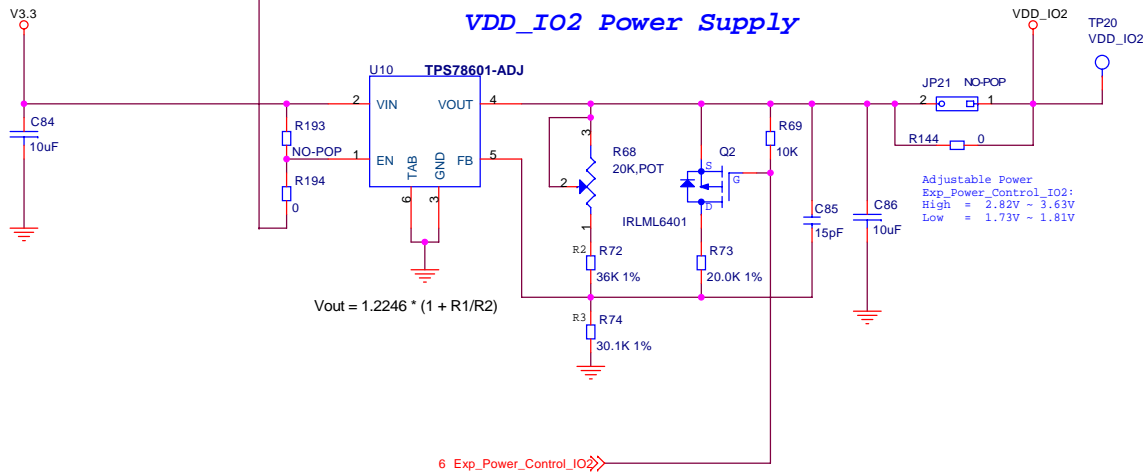 VDD_IO2 Power Supply
V3.3
VDD_IO2
TP20
VDD_IO2
U10
TPS78601-ADJ
JP21
NO-POP
2
VIN
VOUT
4
2
1
C84
10uF
R193
NO-POP
1
EN
FB
5
TAB
GND
6
3
R194
0
3
R68
20K,POT
2
1
Q2
S
G
D
IRLML6401
R69
10K
R144
0
Adjustable Power
Exp_Power_Control_IO2:
High = 2.82V ~ 3.63V
Low = 1.73V ~ 1.81V
C85
15pF
C86
10uF
R2
R72
36K 1%
R73
20.0K 1%
Vout = 1.2246 * (1 + R1/R2)
R3
R74
30.1K 1%
6 Exp_Power_Control_IO2